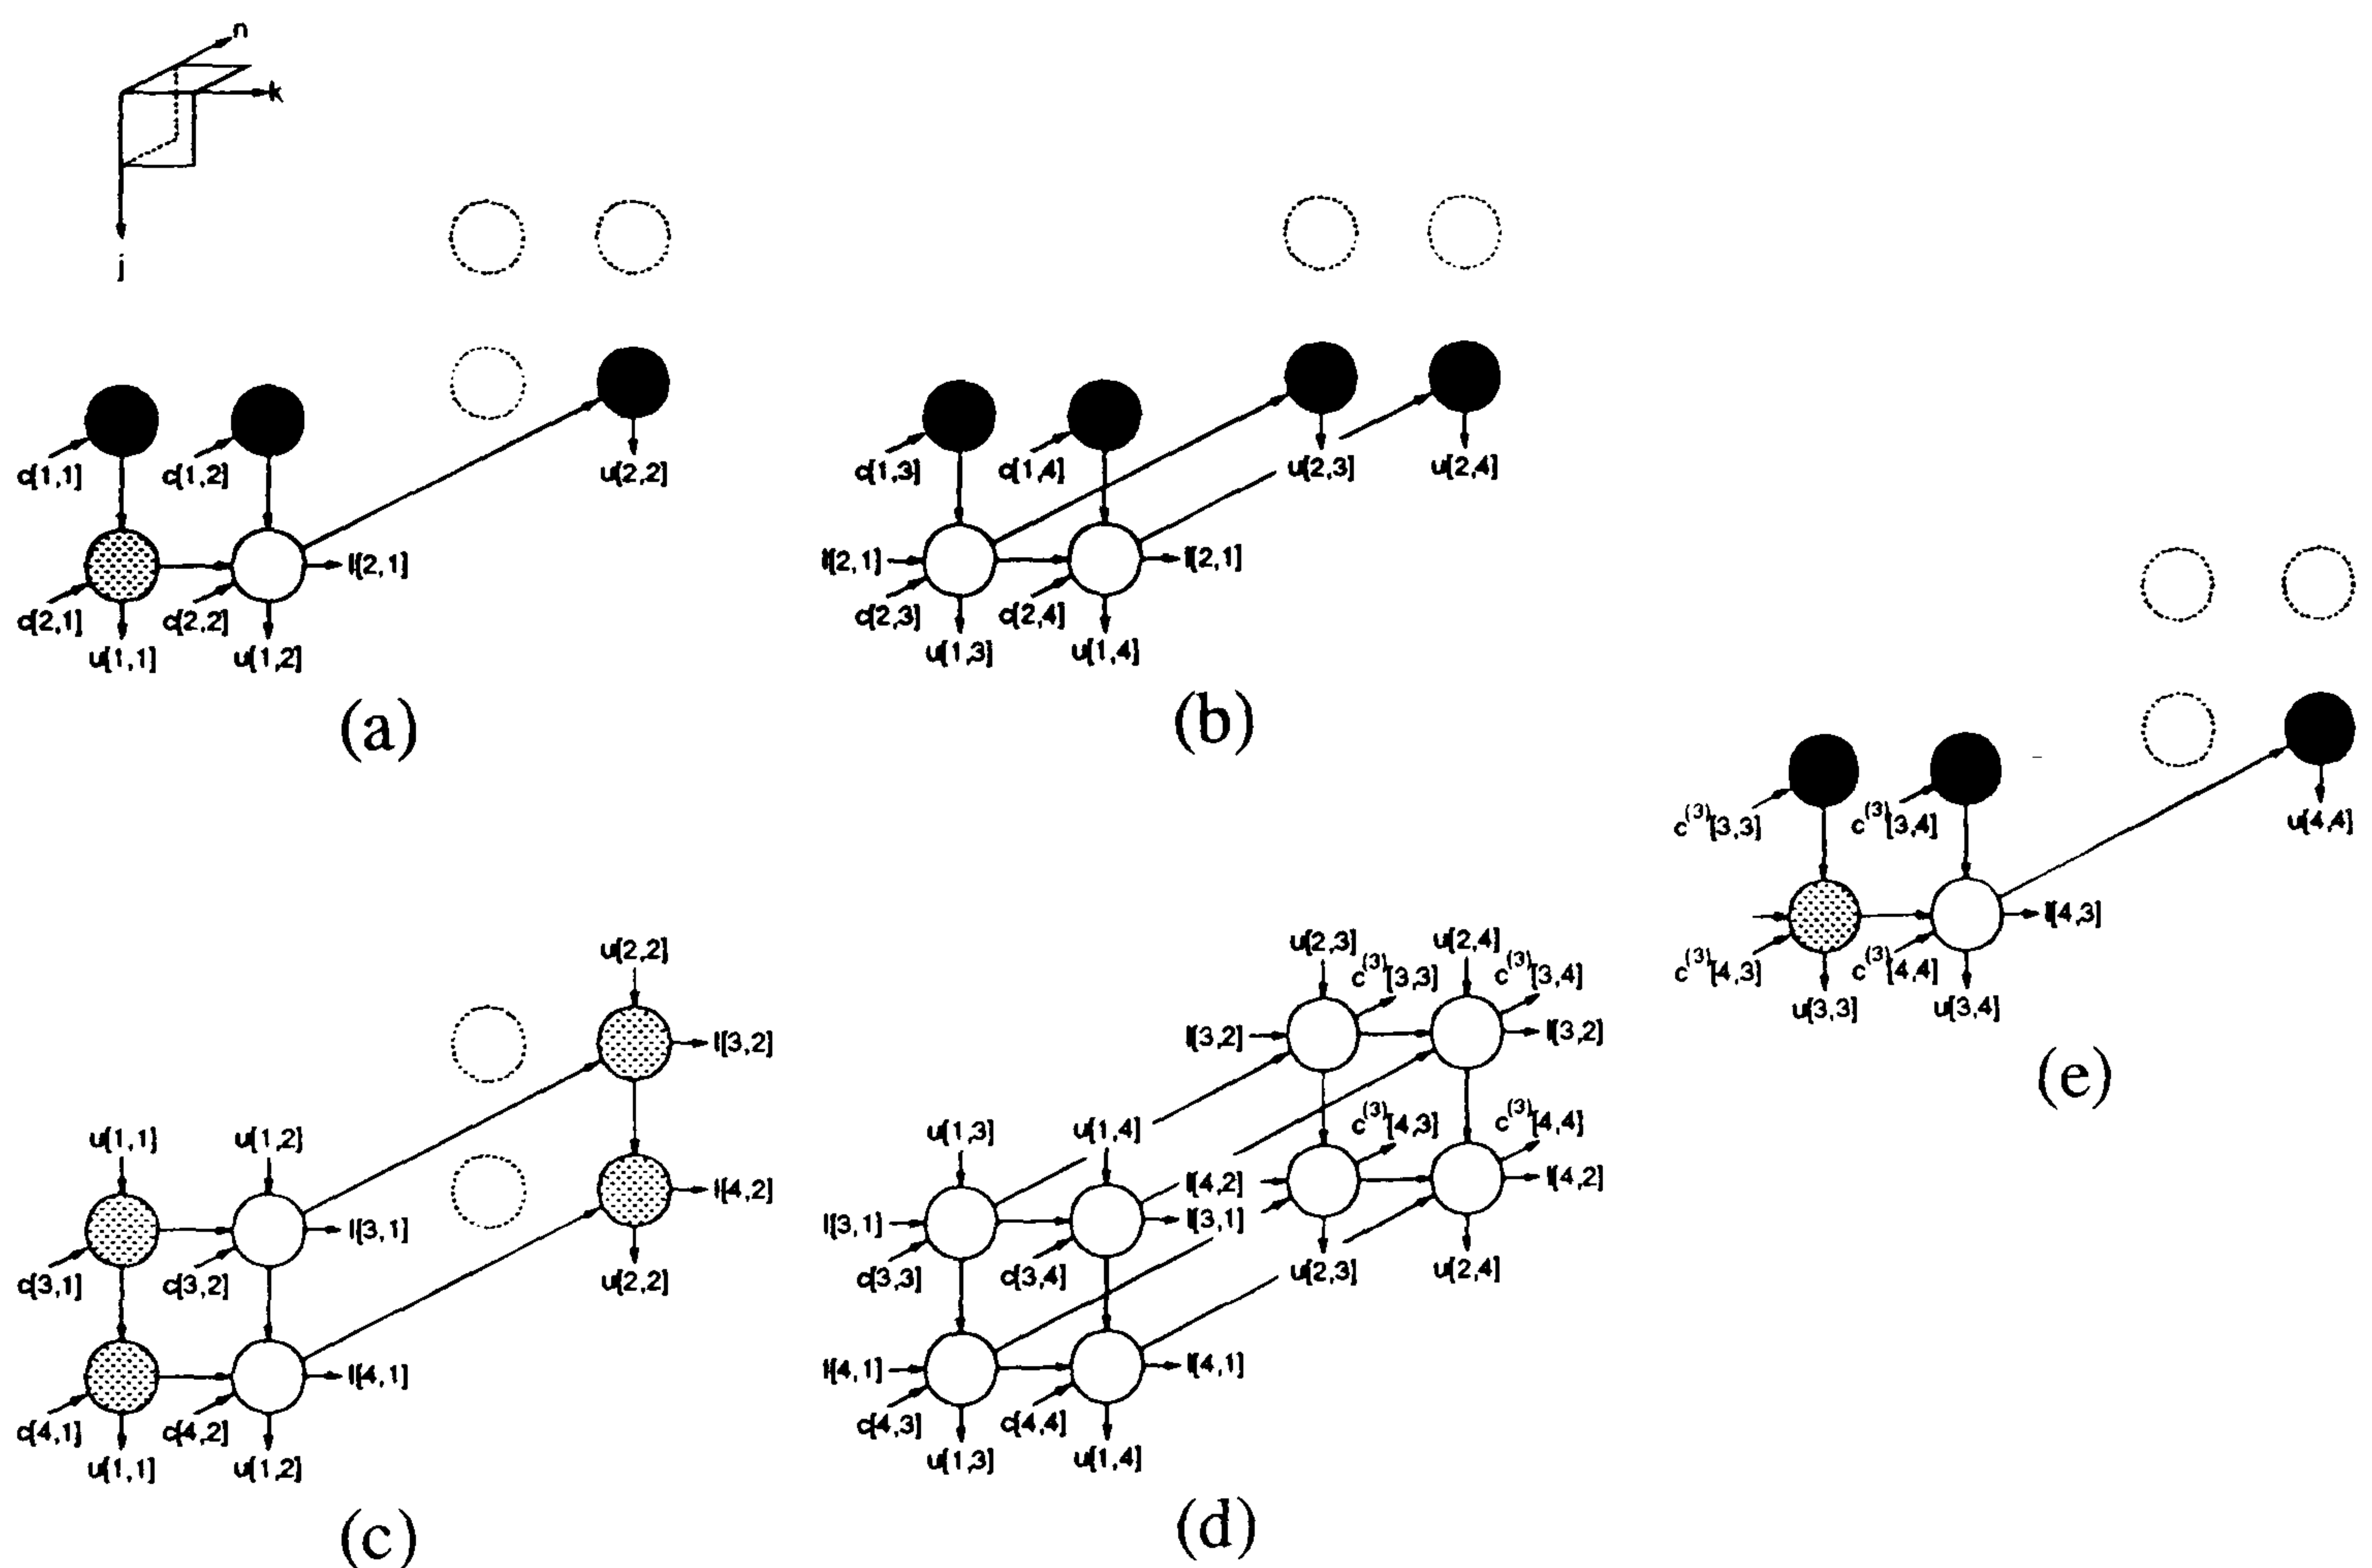 n
k
j
c[1,1]
c[1,2]
u[2,2]
l[2,1]
c[2,1]
c[2,2]
u[1,1]
u[1,2]
(a)
c[1,3]
c[1,4]
u[2,3]
u[2,4]
l[2,1]
l[2,1]
c[2,3]
c[2,4]
u[1,3]
u[1,4]
(b)
u[2,2]
l[3,2]
u[1,1]
u[1,2]
l[4,2]
l[3,1]
c[3,1]
c[3,2]
u[2,2]
l[4,1]
c[4,1]
c[4,2]
u[1,1]
u[1,2]
(c)
u[2,3]
u[2,4]
c(3)[3,3]
c(3)[3,4]
l[3,2]
l[3,2]
c(3)[4,3]
c(3)[4,4]
u[1,3]
u[1,4]
l[4,2]
l[4,2]
l[3,1]
l[3,1]
c[3,3]
c[3,4]
u[2,3]
u[2,4]
l[4,1]
l[4,1]
c[4,3]
c[4,4]
u[1,3]
u[1,4]
(d)
c(3)[3,3]
c(3)[3,4]
u[4,4]
l[4,3]
c(3)[4,3]
c(3)[4,4]
u[3,3]
u[3,4]
(e)